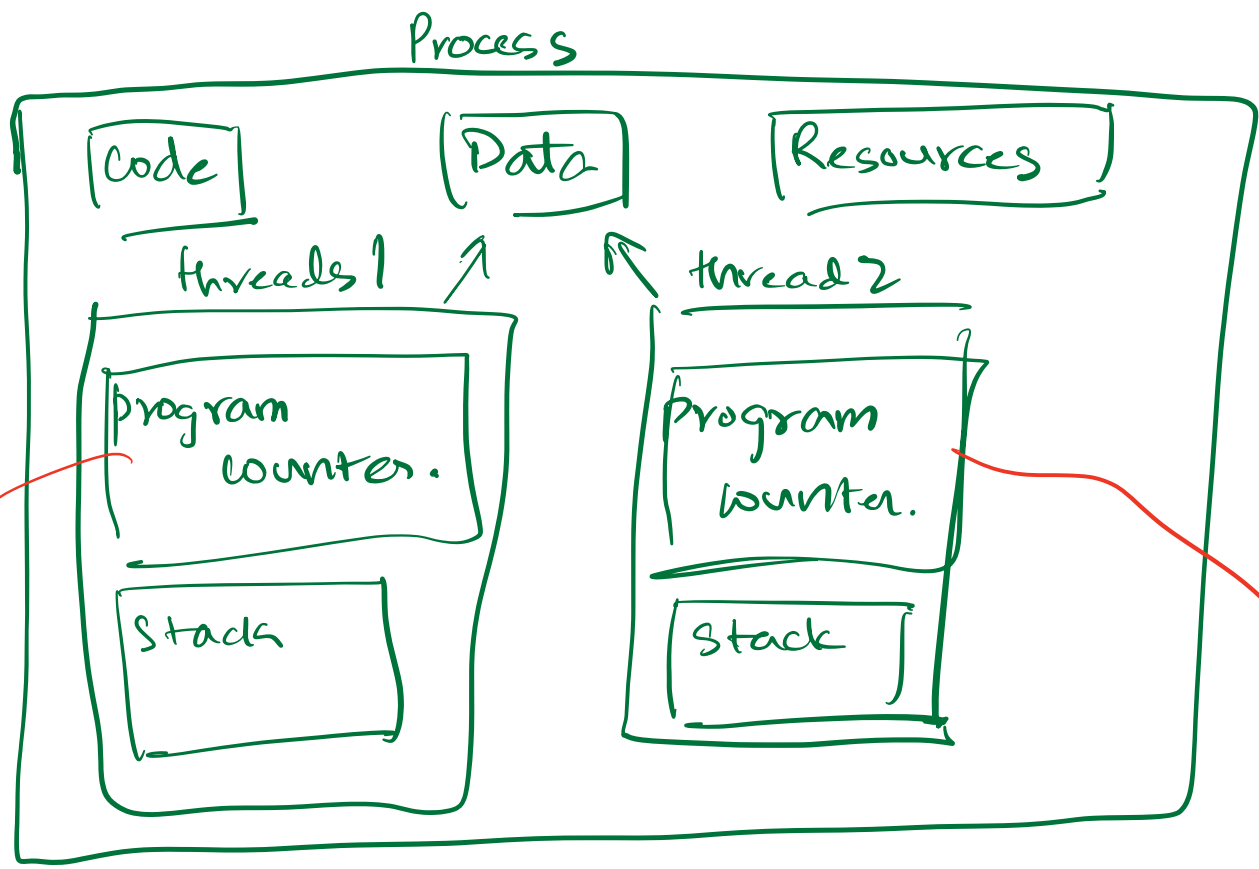 Process
Code
Data
Resources
threads 1
thread 2
program
counter.
program
counter.
Stack
Stack